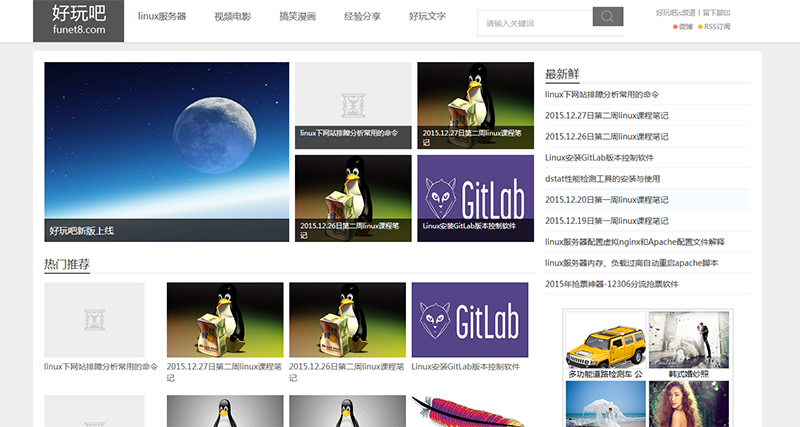 好玩吧
funet8.com
linux服务器
视频电影
搞笑漫画
经验分享
好玩文字
请输入关键词
好玩吧is频道 | 留下脚印
微博
RSS订阅
好玩吧新版上线
linux下网站排障分析常用的命令
2015.12.27日第二周linux课程笔
记
2015.12.26日第二周linux课程笔
记
GitLab
Linux安装GitLab版本控制软件
最新鲜
linux下网站排障分析常用的命令
2015.12.27日第二周linux课程笔记
2015.12.26日第二周linux课程笔记
Linux安装GitLab版本控制软件
dstat性能检测工具的安装与使用
2015.12.20日第一周linux课程笔记
2015.12.19日第一周linux课程笔记
linux服务器配置虚拟nginx和Apache配置文件解释
linux服务器内存、负载过高自动重启apache脚本
2015年抢票神器-12306分流抢票软件
热门推荐
linux下网站排障分析常用的命令
2015.12.27日第二周linux课程笔
记
2015.12.26日第二周linux课程笔
记
GitLab
Linux安装GitLab版本控制软件
多功能道路检测车 公
韩式婚纱照